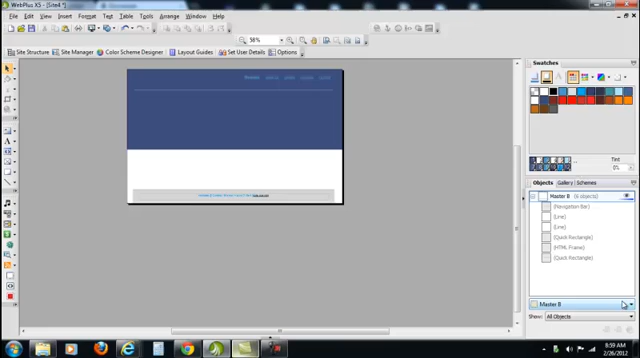 WebPlus X5 - [Site4 *]
File Edit View Insert Format Text Table Tools Arrange Window Help
58%
Site Structure Site Manager Color Scheme Designer Layout Guides Set User Details Options
Swatches
Tint
0%
Objects Gallery Schemes
Master B (6 objects)
(Navigation Bar)
(Line)
(Line)
(Quick Rectangle)
(HTML Frame)
(Quick Rectangle)
Master B
Show: All Objects
8:59 AM
2/26/2012